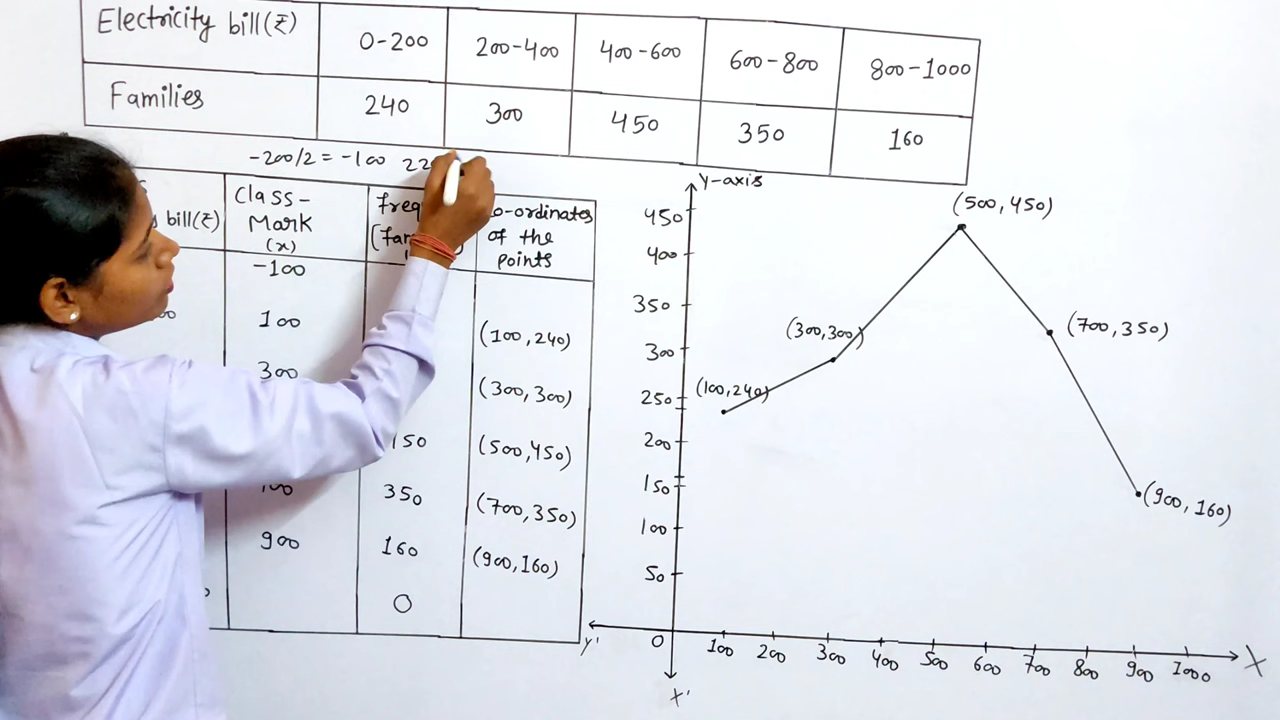 Electricity bill(₹) 0-200 200-400 400-600 600-800 800-1000
Families 240 300 450 350 160
-200/2 = -100 22
bill(₹)
Class-
Mark
(x)
-100
100
300
900
freq
150
350
160
0
o-ordinates
of the
points
(100,240)
(300,300)
(500,450)
(700,350)
(900,160)
Y-axis
450
400
350
300
250
200
150
100
50
0
(100,240)
(300,300)
(500,450)
(700,350)
(900,160)
100 200 300 400 500 600 700 800 900 1000
X
Y'
X'